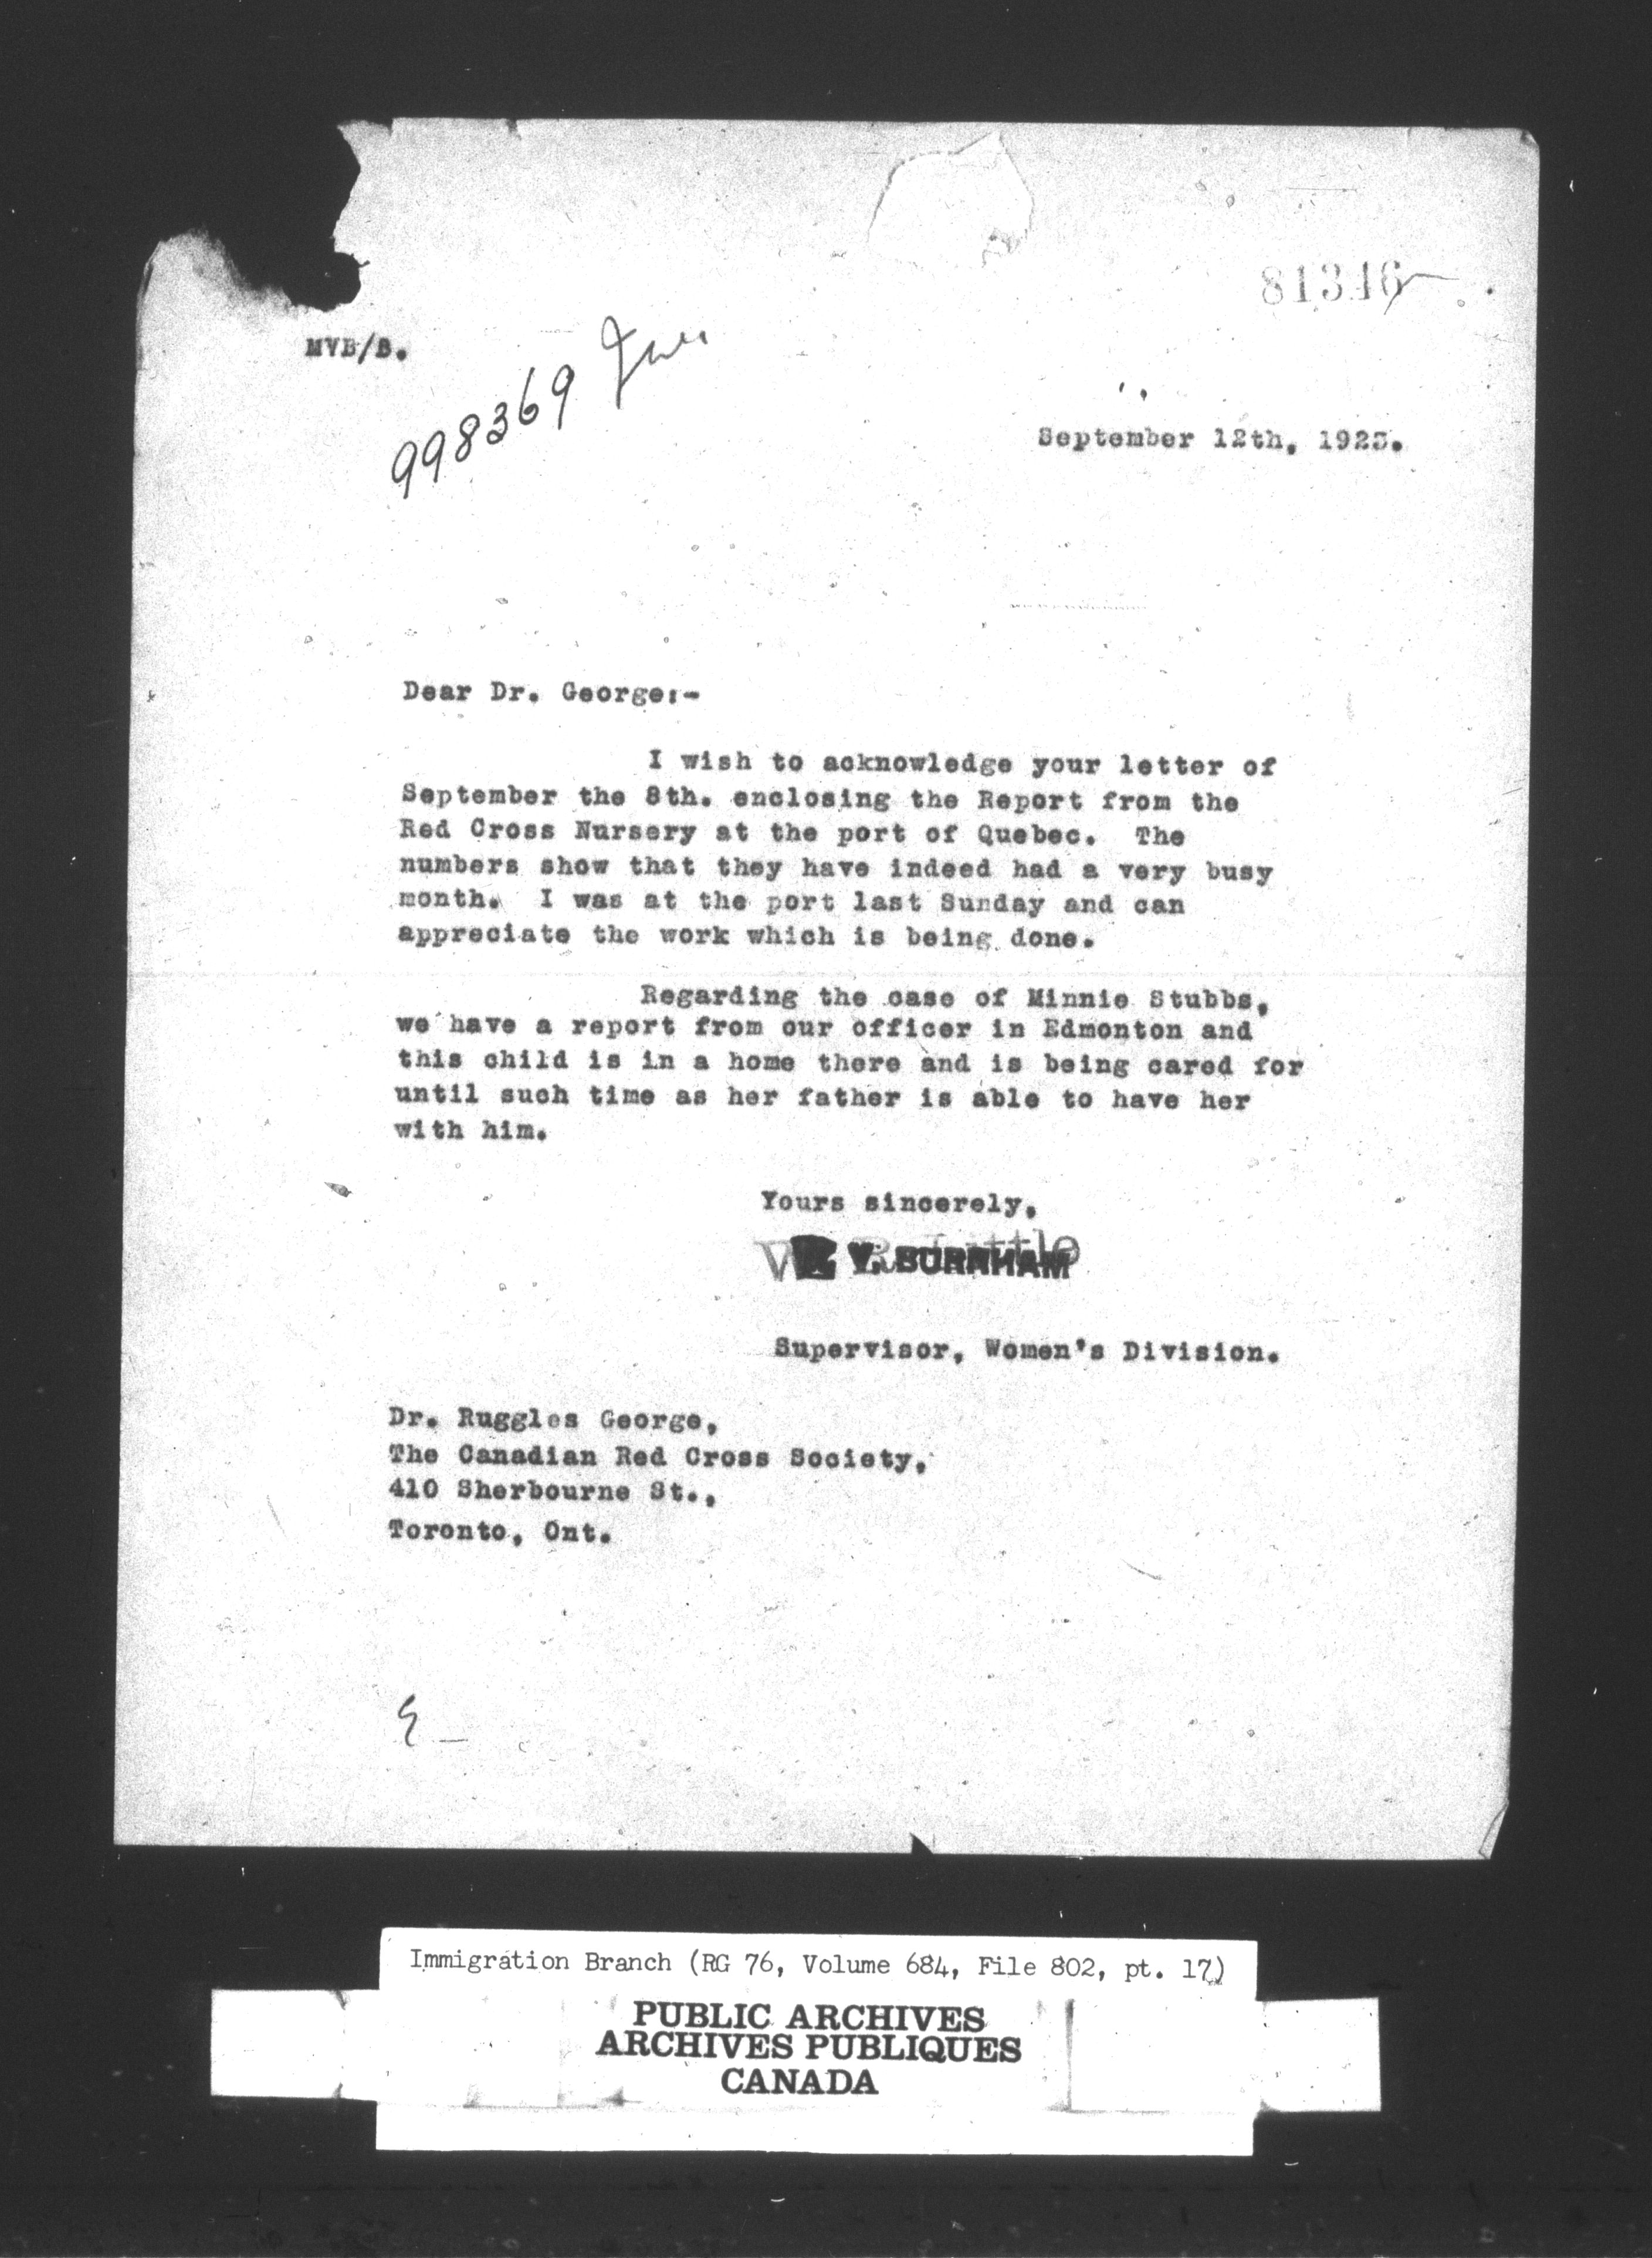 81346
MVB/B.
998369
September 12th, 1923.
Dear Dr. George:-
I wish to acknowledge your letter of
September the 8th. enclosing the Report from the
Red Cross Nursery at the port of Quebec. The
numbers show that they have indeed had a very busy
month. I was at the port last Sunday and can
appreciate the work which is being done.
Regarding the case of Minnie Stubbs,
we have a report from our officer in Edmonton and
this child is in a home there and is being cared for
until such time as her father is able to have her
with him.
Yours sincerely,
V. BURNHAM
Supervisor, Women's Division.
Dr. Ruggles George,
The Canadian Red Cross Society,
410 Sherbourne St.,
Toronto, Ont.
Immigration Branch (RG 76, Volume 684, File 802, pt. 17)
PUBLIC ARCHIVES
ARCHIVES PUBLIQUES
CANADA